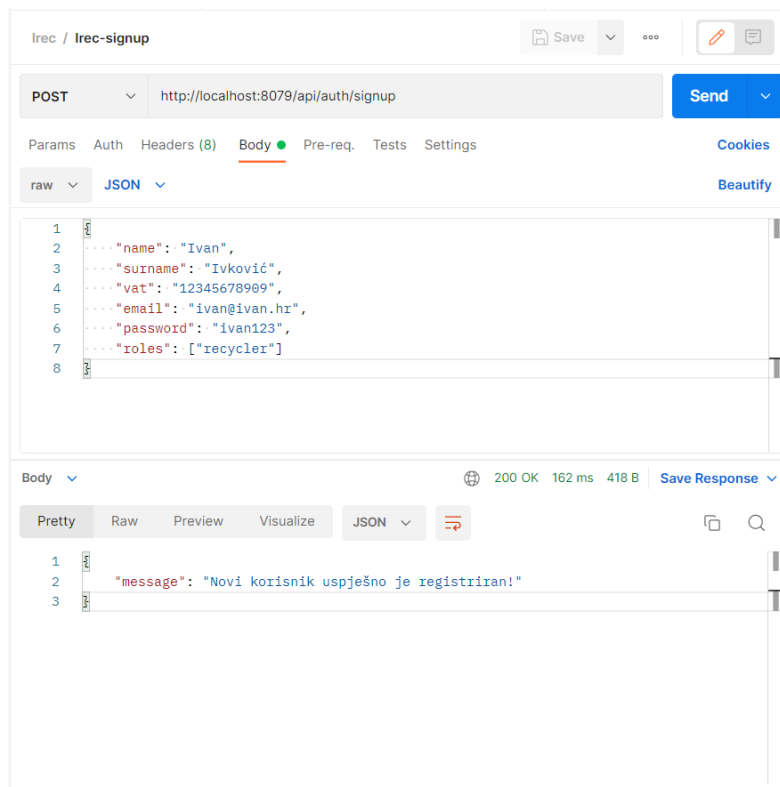 lrec / lrec-signup
Save
POST
http://localhost:8079/api/auth/signup
Send
Params Auth Headers (8) Body Pre-req. Tests Settings
Cookies
raw JSON
Beautify
1 {
2 "name": "Ivan",
3 "surname": "Ivković",
4 "vat": "12345678909",
5 "email": "ivan@ivan.hr",
6 "password": "ivan123",
7 "roles": ["recycler"]
8 }
Body
200 OK 162 ms 418 B Save Response
Pretty Raw Preview Visualize JSON
1 {
2 "message": "Novi korisnik uspješno je registriran!"
3 }